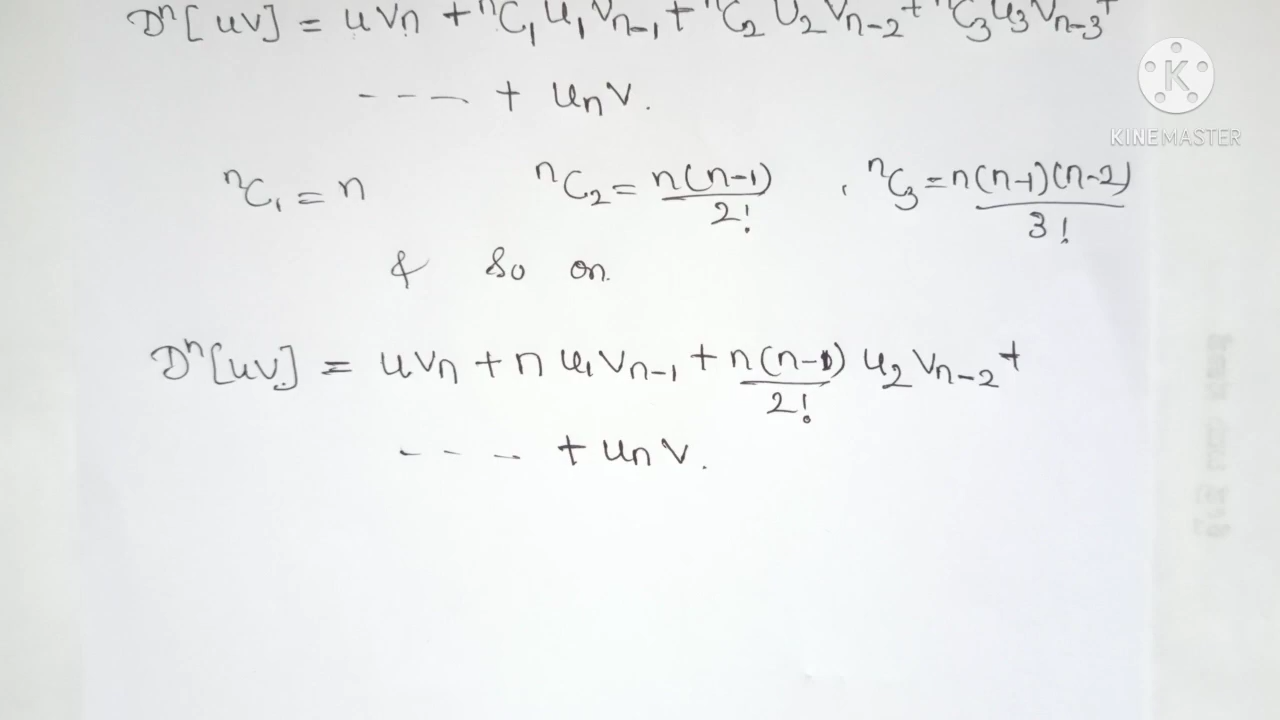 Dⁿ[uv] = uvₙ + ⁿC₁u₁vₙ₋₁ + ⁿC₂u₂vₙ₋₂ + ⁿC₃u₃vₙ₋₃ +
---- + uₙv.
K
KINEMASTER
ⁿC₁ = n ⁿC₂ = n(n-1)/2! , ⁿC₃ = n(n-1)(n-2)/3!
& So on.
Dⁿ[uv] = uvₙ + n u₁vₙ₋₁ + n(n-1)/2! u₂vₙ₋₂ +
---- + uₙv.